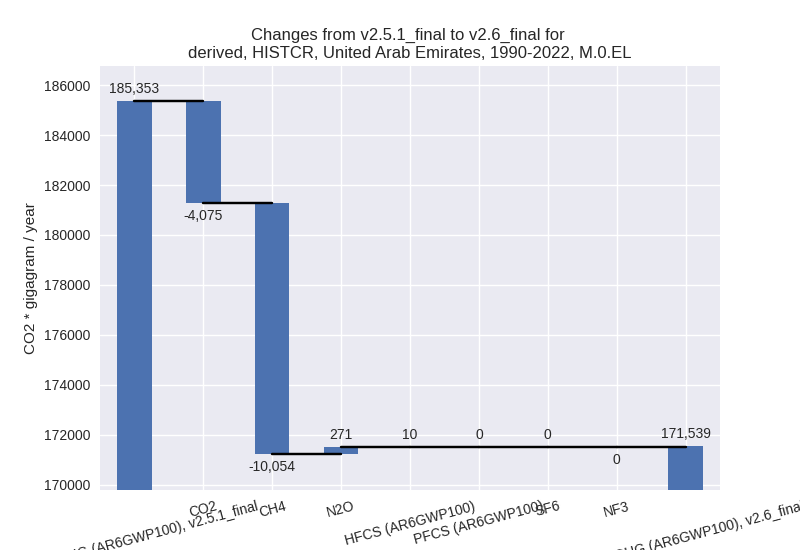 Changes from v2.5.1_final to v2.6_final for
derived, HISTCR, United Arab Emirates, 1990-2022, M.0.EL
CO2 * gigagram / year
186000
184000
182000
180000
178000
176000
174000
172000
170000
185,353
-4,075
-10,054
271
10
0
0
0
171,539
(AR6GWP100), v2.5.1_final
CO2
CH4
N2O
HFCS (AR6GWP100)
PFCS (AR6GWP100)
SF6
NF3
(AR6GWP100), v2.6_final